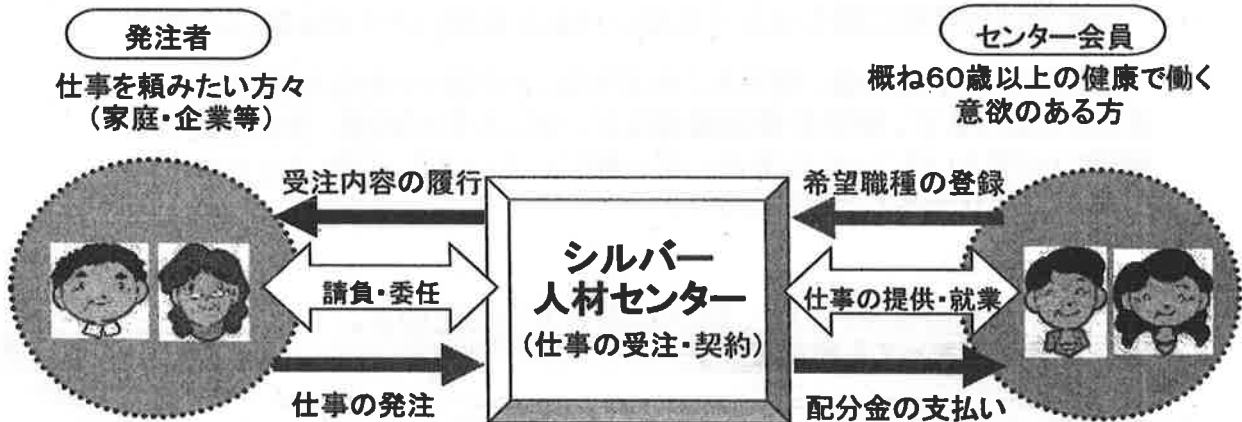 発注者
仕事を頼みたい方々
(家庭・企業等)
センター会員
概ね60歳以上の健康で働く
意欲のある方
受注内容の履行
希望職種の登録
シルバー
人材センター
(仕事の受注・契約)
請負・委任
仕事の提供・就業
仕事の発注
配分金の支払い